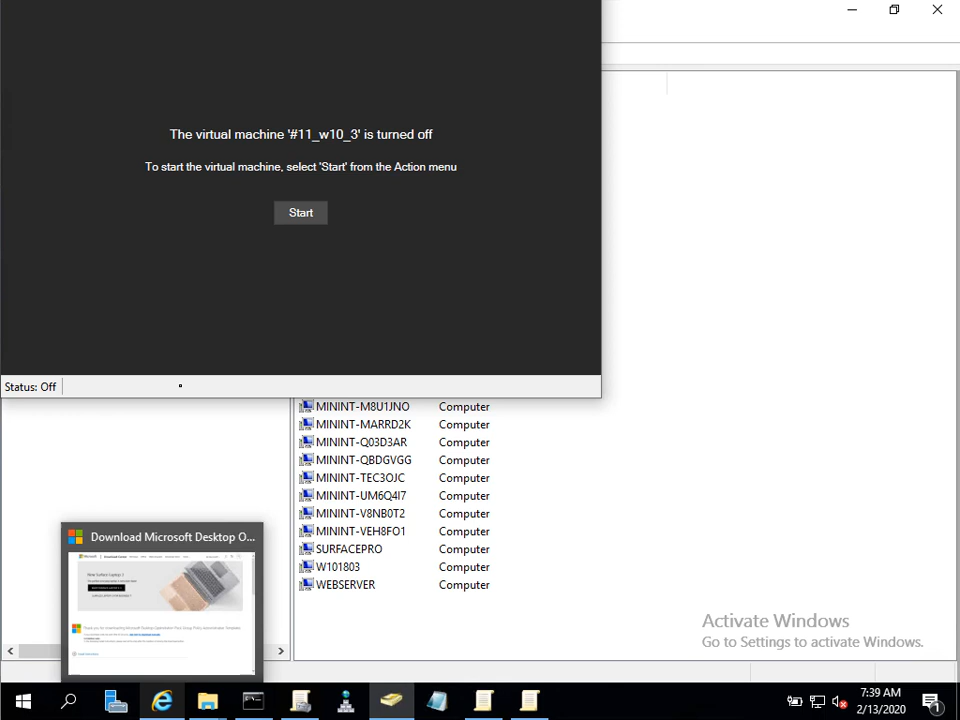 The virtual machine '#11_w10_3' is turned off
To start the virtual machine, select 'Start' from the Action menu
Start
Status: Off
MININT-M8U1JNO Computer
MININT-MARRD2K Computer
MININT-Q03D3AR Computer
MININT-QBDGVGG Computer
MININT-TEC3OJC Computer
MININT-UM6Q4I7 Computer
MININT-V8NB0T2 Computer
MININT-VEH8FO1 Computer
SURFACEPRO Computer
W101803 Computer
WEBSERVER Computer
Download Microsoft Desktop O...
Activate Windows
Go to Settings to activate Windows.
7:39 AM
2/13/2020
1